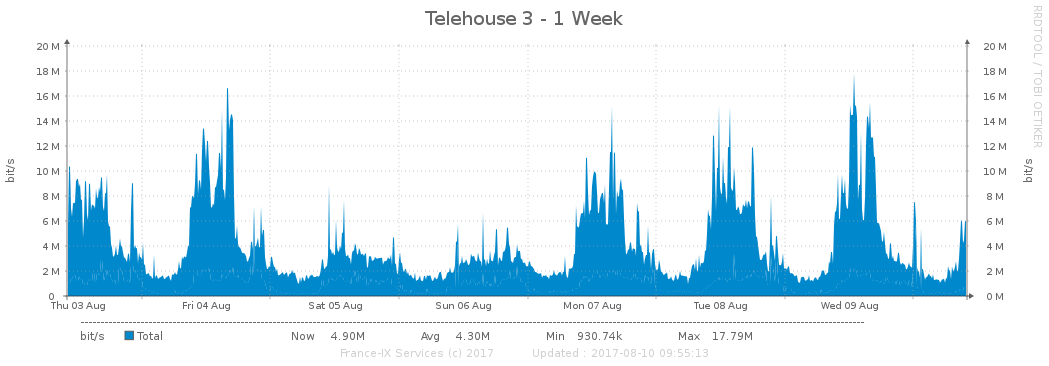 Telehouse 3 - 1 Week
RRDTOOL / TOBI OETIKER
20 M 20 M
18 M 18 M
16 M 16 M
14 M 14 M
12 M 12 M
10 M 10 M
8 M 8 M
6 M 6 M
4 M 4 M
2 M 2 M
0 0 M
bit/s
bit/s
Thu 03 Aug Fri 04 Aug Sat 05 Aug Sun 06 Aug Mon 07 Aug Tue 08 Aug Wed 09 Aug
bit/s Total Now 4.90M Avg 4.30M Min 930.74k Max 17.79M
France-IX Services (c) 2017 Updated : 2017-08-10 09:55:13